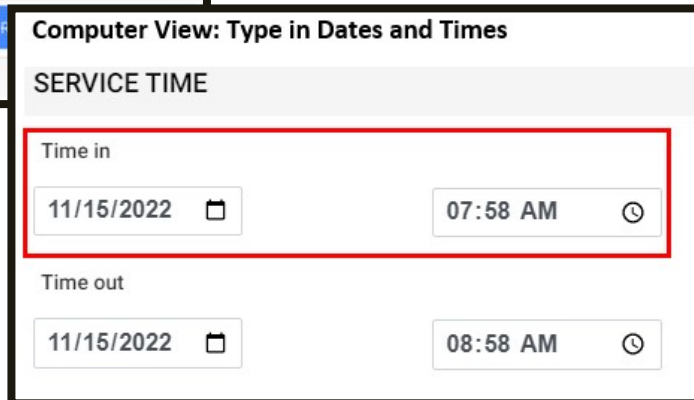 Computer View: Type in Dates and Times
SERVICE TIME
Time in
11/15/2022 07:58 AM
Time out
11/15/2022 08:58 AM